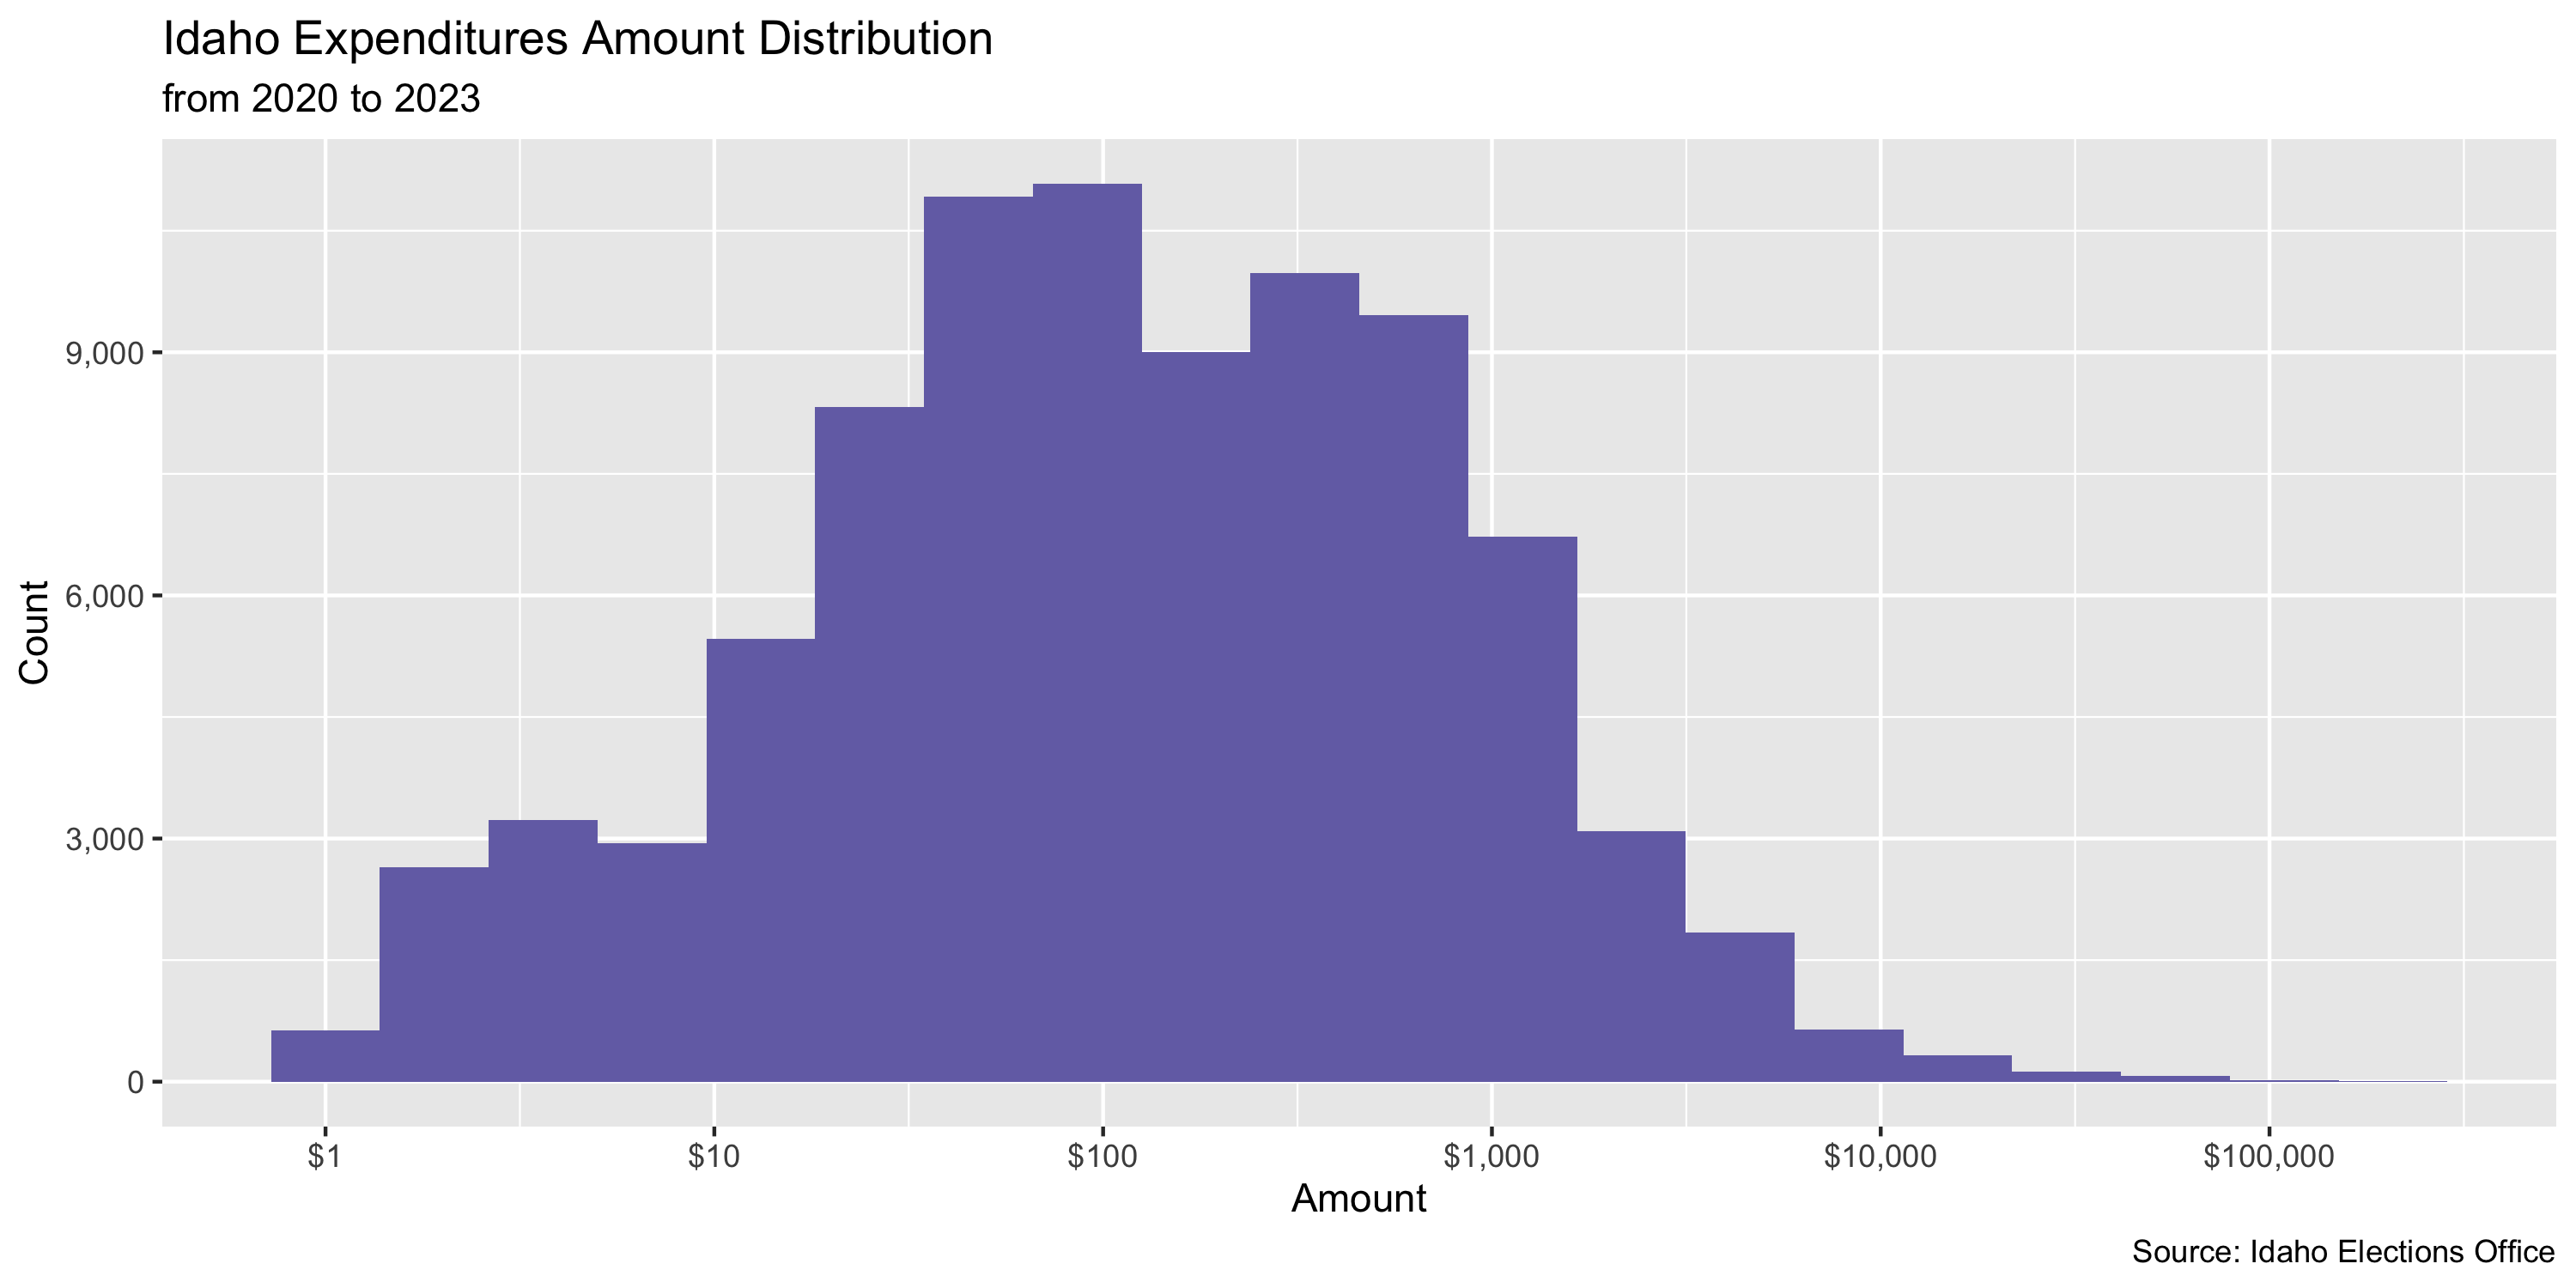 Idaho Expenditures Amount Distribution
from 2020 to 2023
Count
9,000
6,000
3,000
0
$1 $10 $100 $1,000 $10,000 $100,000
Amount
Source: Idaho Elections Office